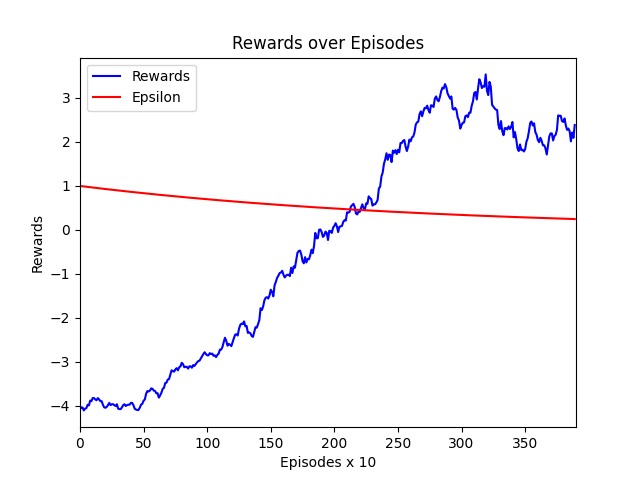 Rewards over Episodes
Rewards
Epsilon
3
2
1
0
−1
−2
−3
−4
Rewards
0 50 100 150 200 250 300 350
Episodes x 10